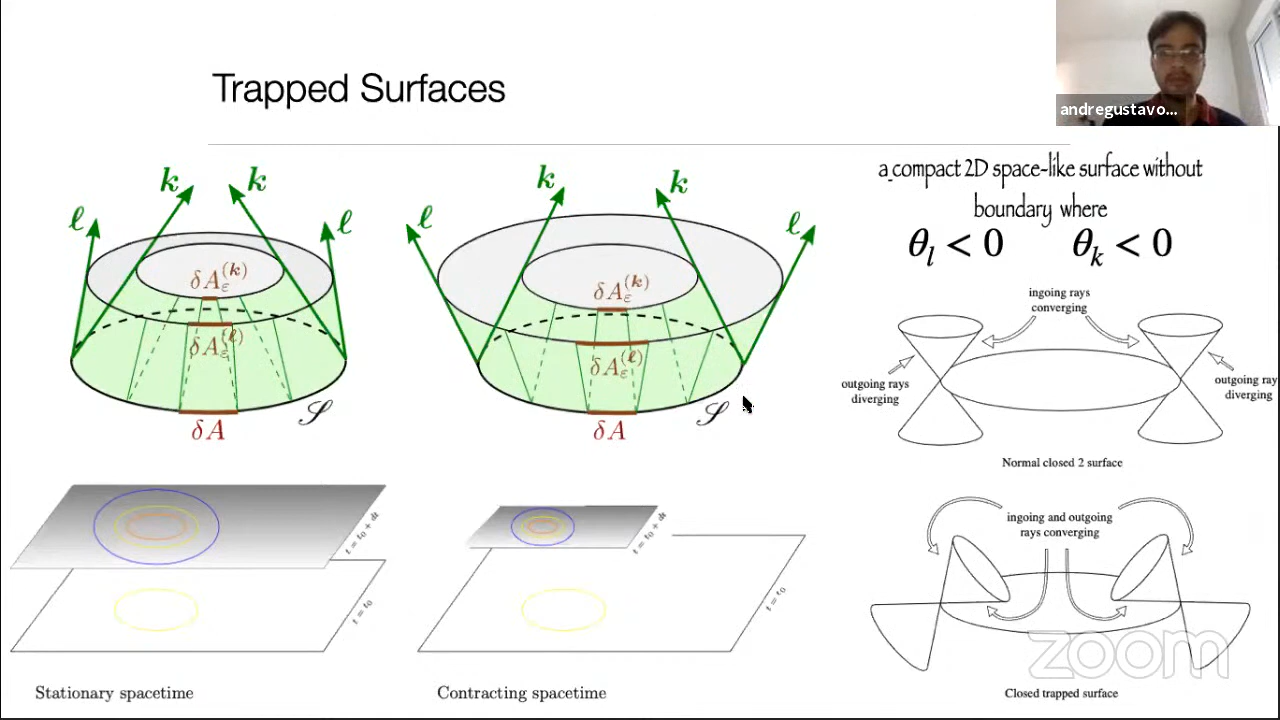 andregustavo...
Trapped Surfaces
a compact 2D space-like surface without
boundary where
θ_l < 0 θ_k < 0
k k
ℓ ℓ
δA_ε^(k)
δA_ε^(ℓ)
δA
𝒮
k k
ℓ ℓ
δA_ε^(k)
δA_ε^(ℓ)
δA
𝒮
ingoing rays
converging
outgoing rays
diverging
outgoing ray
diverging
Normal closed 2 surface
t = t₀ + dt
t = t₀
Stationary spacetime
t = t₀ + dt
t = t₀
Contracting spacetime
ingoing and outgoing
rays converging
Closed trapped surface
zoom